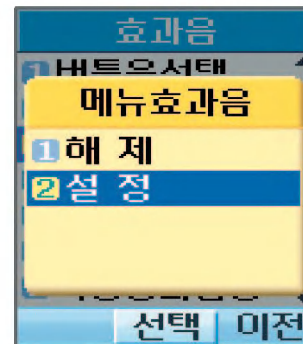 효과음
1 버튼음선택
메뉴효과음
1 해 제
2 설 정
선택 이전